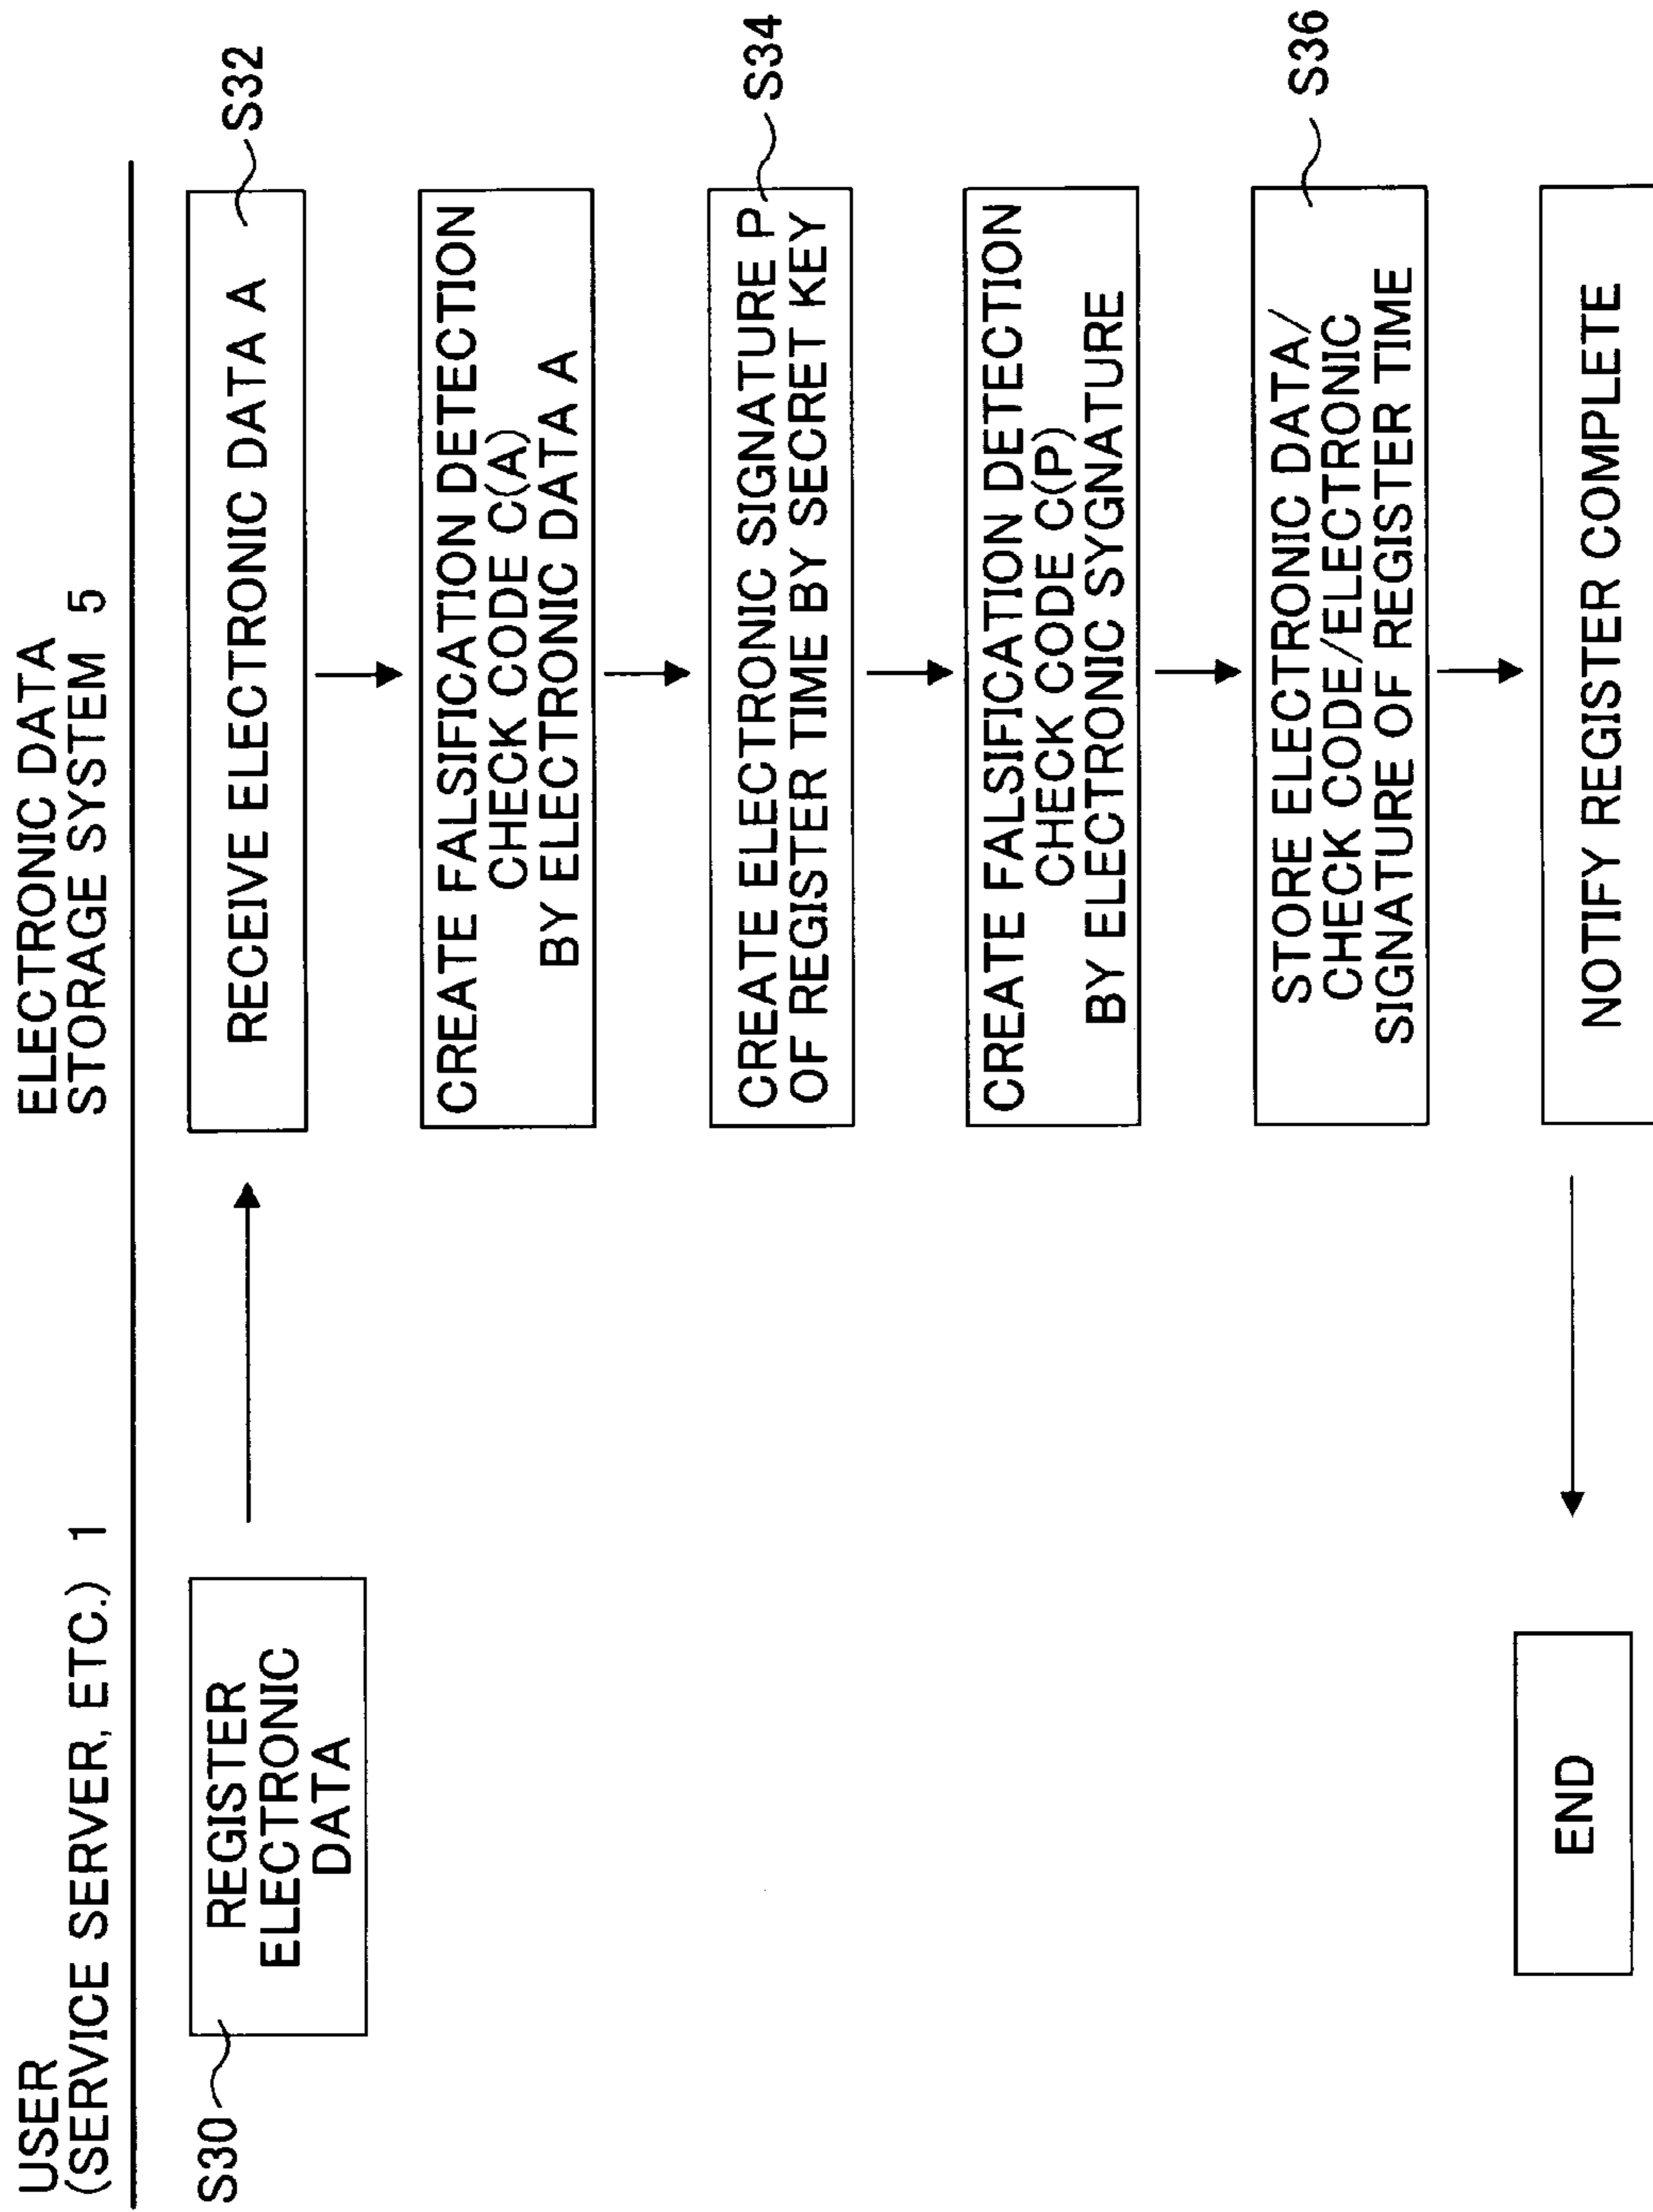 USER
(SERVICE SERVER, ETC.) 1
ELECTRONIC DATA
STORAGE SYSTEM 5
S30
REGISTER
ELECTRONIC
DATA
RECEIVE ELECTRONIC DATA A
S32
CREATE FALSIFICATION DETECTION
CHECK CODE C(A)
BY ELECTRONIC DATA A
CREATE ELECTRONIC SIGNATURE P
OF REGISTER TIME BY SECRET KEY
S34
CREATE FALSIFICATION DETECTION
CHECK CODE C(P)
BY ELECTRONIC SYGNATURE
STORE ELECTRONIC DATA/
CHECK CODE/ELECTRONIC
SIGNATURE OF REGISTER TIME
S36
NOTIFY REGISTER COMPLETE
END